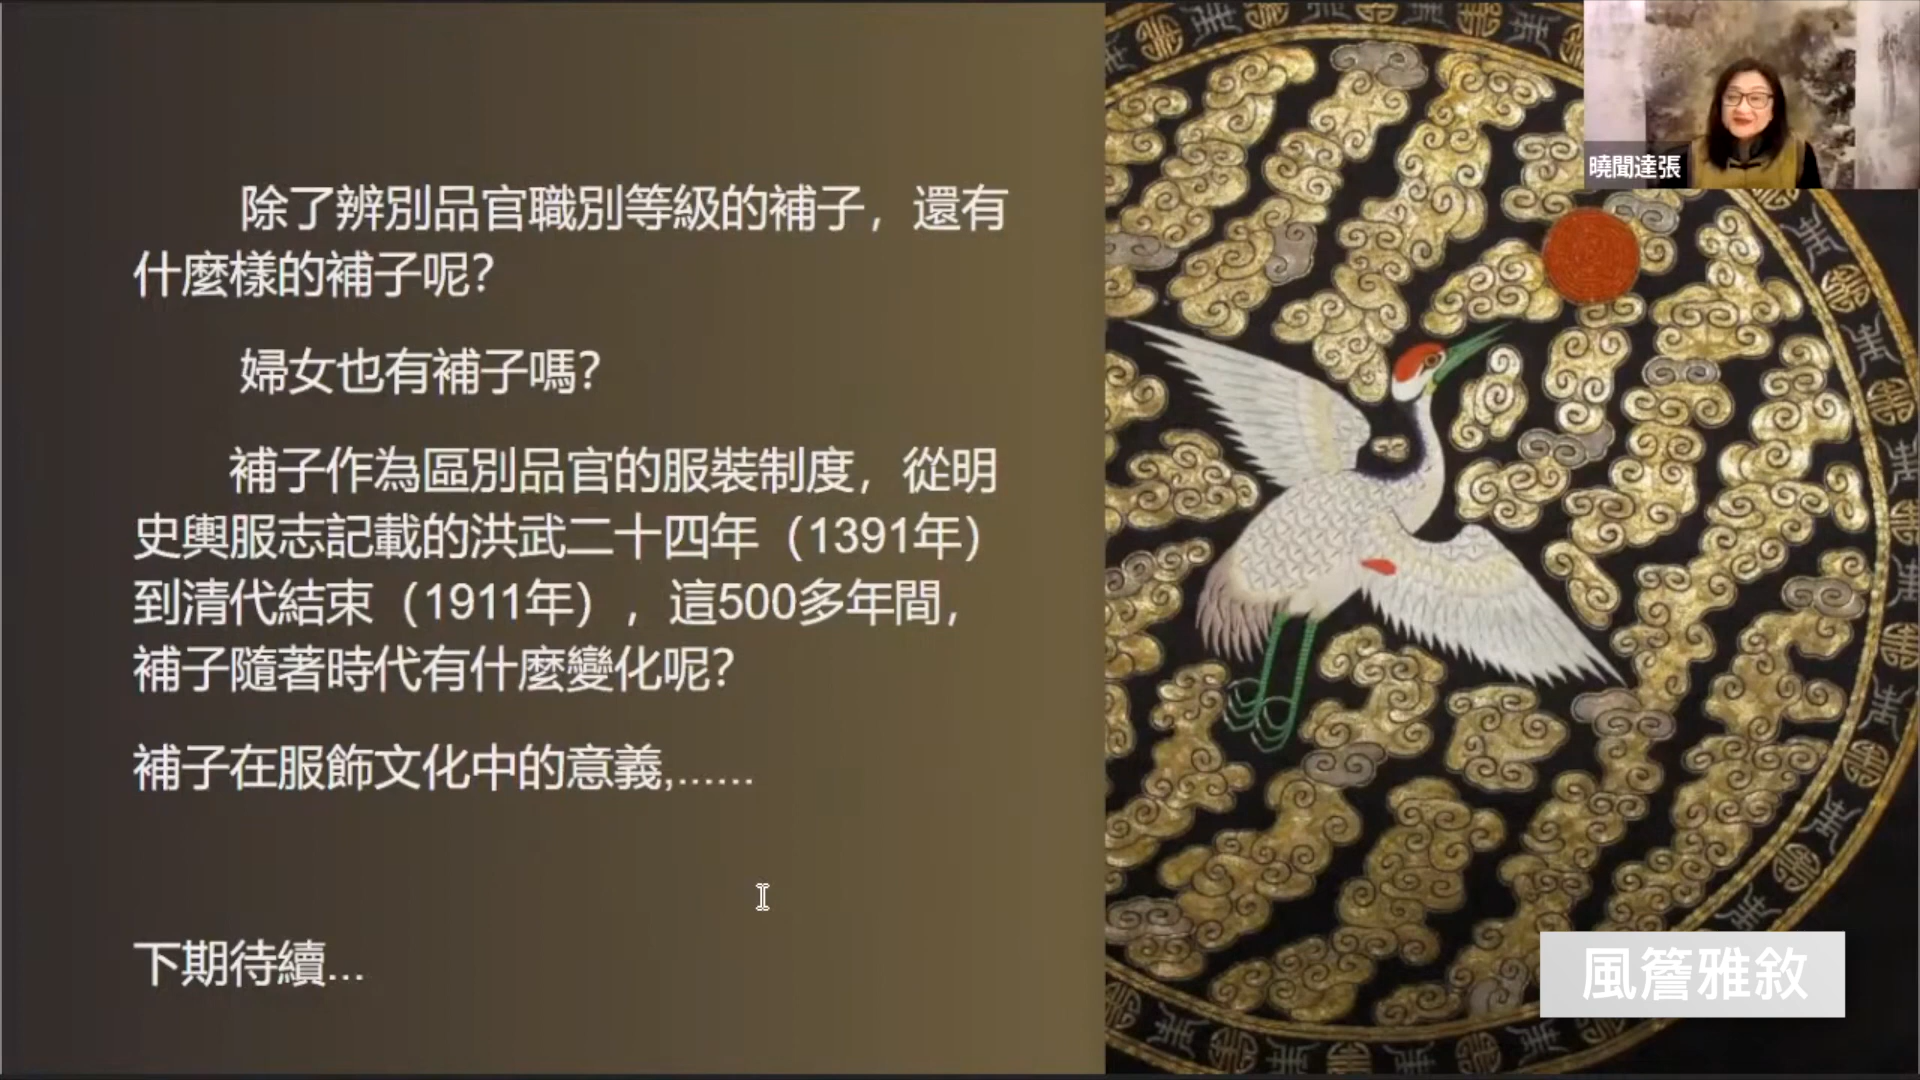 除了辨別品官職別等級的補子，還有
什麼樣的補子呢？
婦女也有補子嗎？
補子作為區別品官的服裝制度，從明
史輿服志記載的洪武二十四年（1391年）
到清代結束（1911年），這500多年間，
補子隨著時代有什麼變化呢？
補子在服飾文化中的意義,......
下期待續...
曉聞達張
風簷雅敘